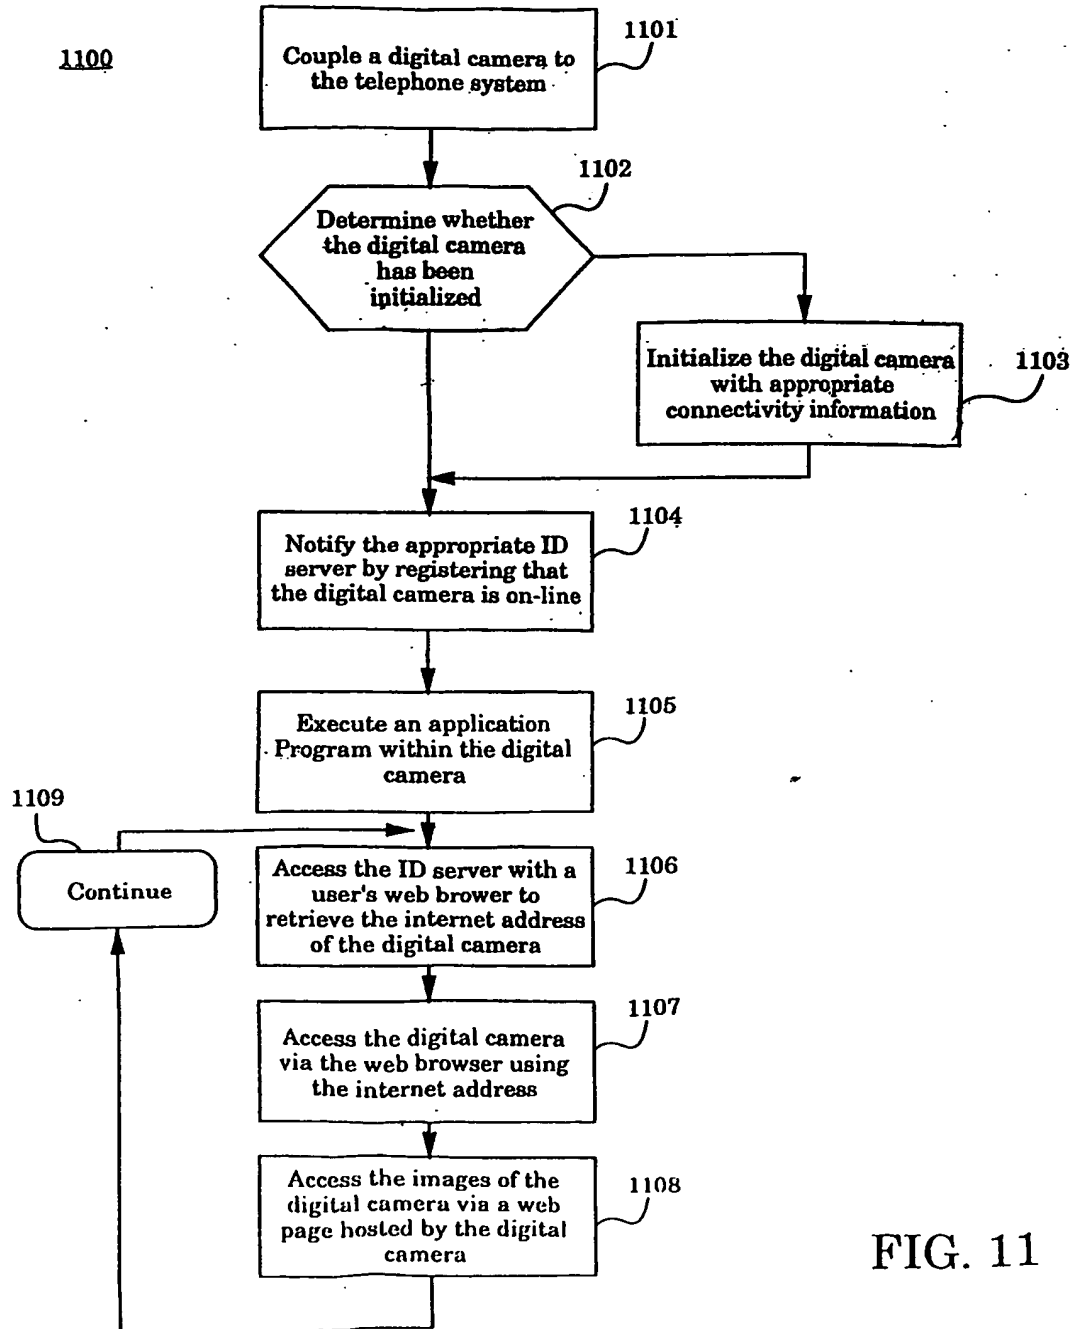 1100
1101
Couple a digital camera to
the telephone system
1102
Determine whether
the digital camera
has been
initialized
1103
Initialize the digital camera
with appropriate
connectivity information
1104
Notify the appropriate ID
server by registering that
the digital camera is on-line
1105
Execute an application
Program within the digital
camera
1109
Continue
1106
Access the ID server with a
user's web brower to
retrieve the internet address
of the digital camera
1107
Access the digital camera
via the web browser using
the internet address
1108
Access the images of the
digital camera via a web
page hosted by the digital
camera
FIG. 11